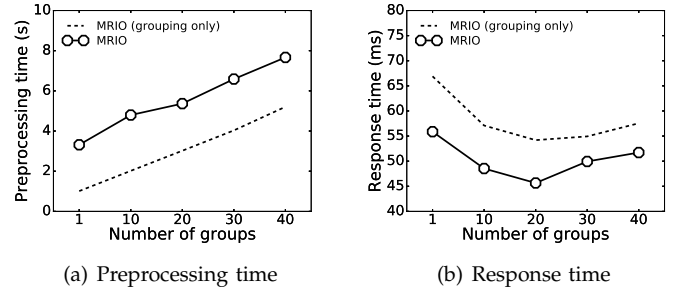 10
8
6
4
2
0
Preprocessing time (s)
MRIO (grouping only)
MRIO
1 10 20 30 40
Number of groups
(a) Preprocessing time
80
75
70
65
60
55
50
45
40
Response time (ms)
MRIO (grouping only)
MRIO
1 10 20 30 40
Number of groups
(b) Response time